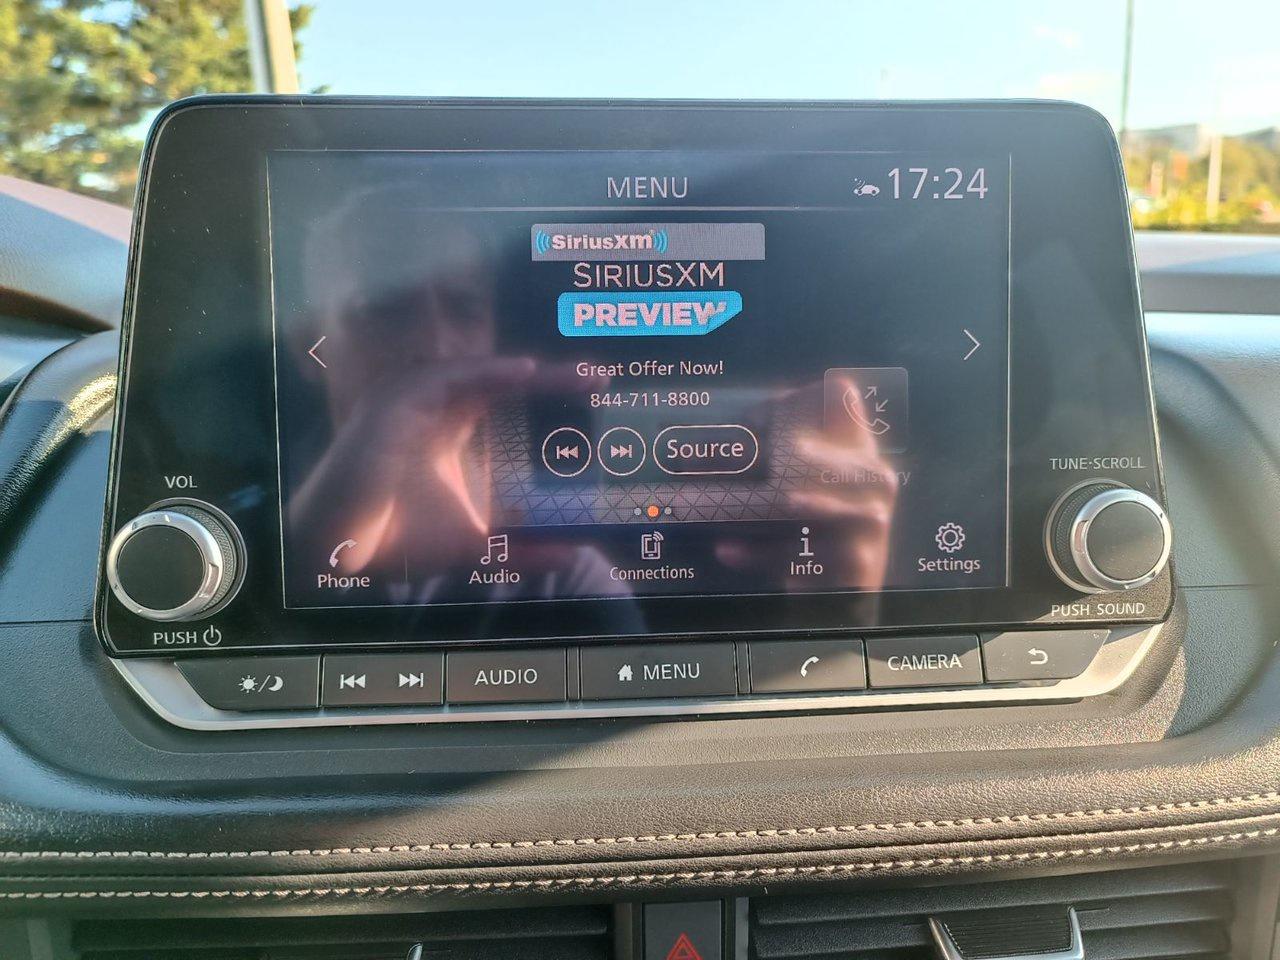 MENU
17:24
SiriusXM
SIRIUSXM
PREVIEW
Great Offer Now!
844-711-8800
Source
Call History
Phone
Audio
Connections
Info
Settings
VOL
PUSH
TUNE·SCROLL
PUSH SOUND
AUDIO
MENU
CAMERA